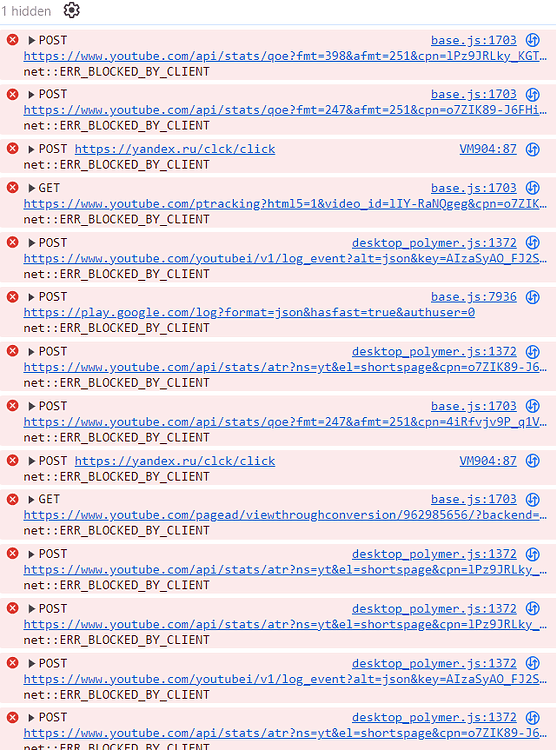 1 hidden
POST base.js:1703
https://www.youtube.com/api/stats/qoe?fmt=398&afmt=251&cpn=lPz9JRLky_KGT…
net::ERR_BLOCKED_BY_CLIENT
POST base.js:1703
https://www.youtube.com/api/stats/qoe?fmt=247&afmt=251&cpn=o7ZIK89-J6FHi…
net::ERR_BLOCKED_BY_CLIENT
POST https://yandex.ru/clck/click VM904:87
net::ERR_BLOCKED_BY_CLIENT
GET base.js:1703
https://www.youtube.com/ptracking?html5=1&video_id=lIY-RaNQgeg&cpn=o7ZIK…
net::ERR_BLOCKED_BY_CLIENT
POST desktop_polymer.js:1372
https://www.youtube.com/youtubei/v1/log_event?alt=json&key=AIzaSyAO_FJ2S…
net::ERR_BLOCKED_BY_CLIENT
POST base.js:7936
https://play.google.com/log?format=json&hasfast=true&authuser=0
net::ERR_BLOCKED_BY_CLIENT
POST desktop_polymer.js:1372
https://www.youtube.com/api/stats/atr?ns=yt&el=shortspage&cpn=o7ZIK89-J6…
net::ERR_BLOCKED_BY_CLIENT
POST base.js:1703
https://www.youtube.com/api/stats/qoe?fmt=247&afmt=251&cpn=4iRfvjv9P_q1V…
net::ERR_BLOCKED_BY_CLIENT
POST https://yandex.ru/clck/click VM904:87
net::ERR_BLOCKED_BY_CLIENT
GET base.js:1703
https://www.youtube.com/pagead/viewthroughconversion/962985656/?backend=…
net::ERR_BLOCKED_BY_CLIENT
POST desktop_polymer.js:1372
https://www.youtube.com/api/stats/atr?ns=yt&el=shortspage&cpn=lPz9JRLky_…
net::ERR_BLOCKED_BY_CLIENT
POST desktop_polymer.js:1372
https://www.youtube.com/api/stats/atr?ns=yt&el=shortspage&cpn=lPz9JRLky_…
net::ERR_BLOCKED_BY_CLIENT
POST desktop_polymer.js:1372
https://www.youtube.com/youtubei/v1/log_event?alt=json&key=AIzaSyAO_FJ2S…
net::ERR_BLOCKED_BY_CLIENT
POST desktop_polymer.js:1372
https://www.youtube.com/api/stats/atr?ns=yt&el=shortspage&cpn=o7ZIK89-J6…
net::ERR_BLOCKED_BY_CLIENT